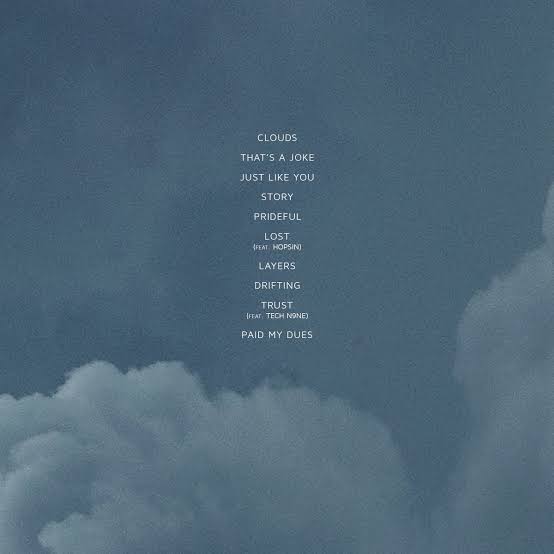 CLOUDS
THAT'S A JOKE
JUST LIKE YOU
STORY
PRIDEFUL
LOST
(FEAT. HOPSIN)
LAYERS
DRIFTING
TRUST
(FEAT. TECH N9NE)
PAID MY DUES